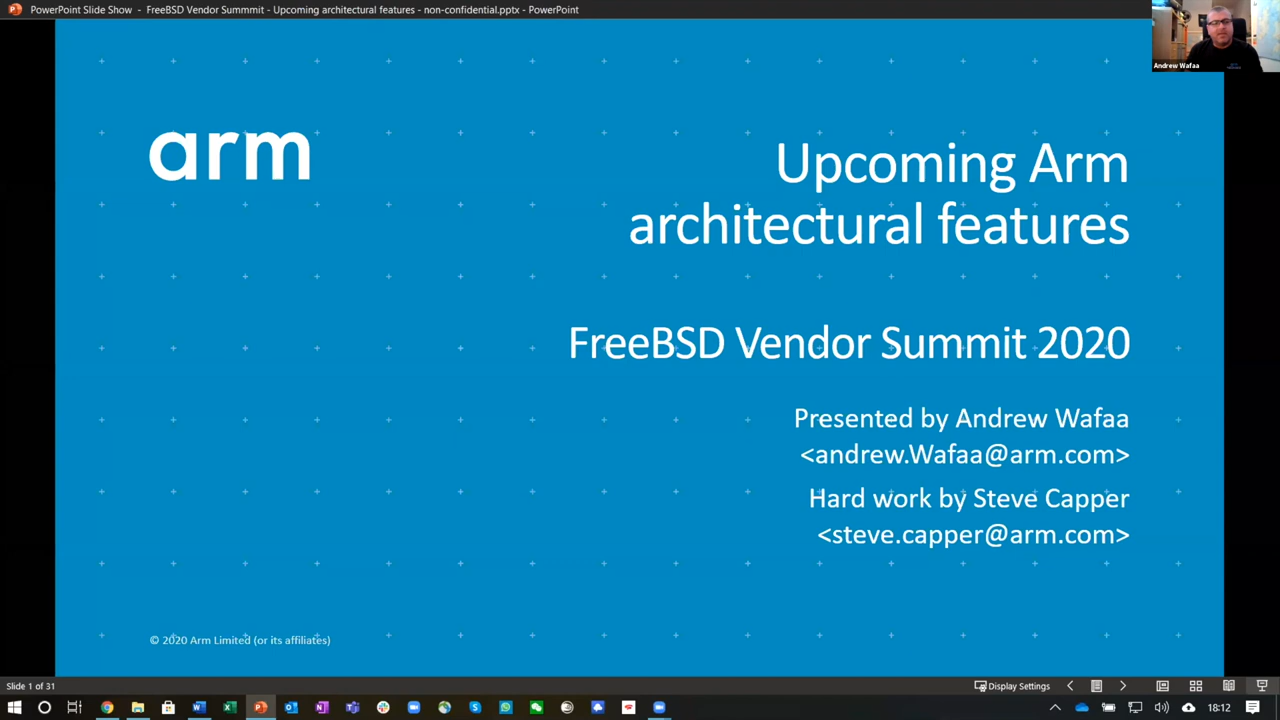 PowerPoint Slide Show - FreeBSD Vendor Summmit - Upcoming architectural features - non-confidential.pptx - PowerPoint
Andrew Wafaa
arm
Upcoming Arm
architectural features
FreeBSD Vendor Summit 2020
Presented by Andrew Wafaa
<andrew.Wafaa@arm.com>
Hard work by Steve Capper
<steve.capper@arm.com>
© 2020 Arm Limited (or its affiliates)
Slide 1 of 31
Display Settings
18:12